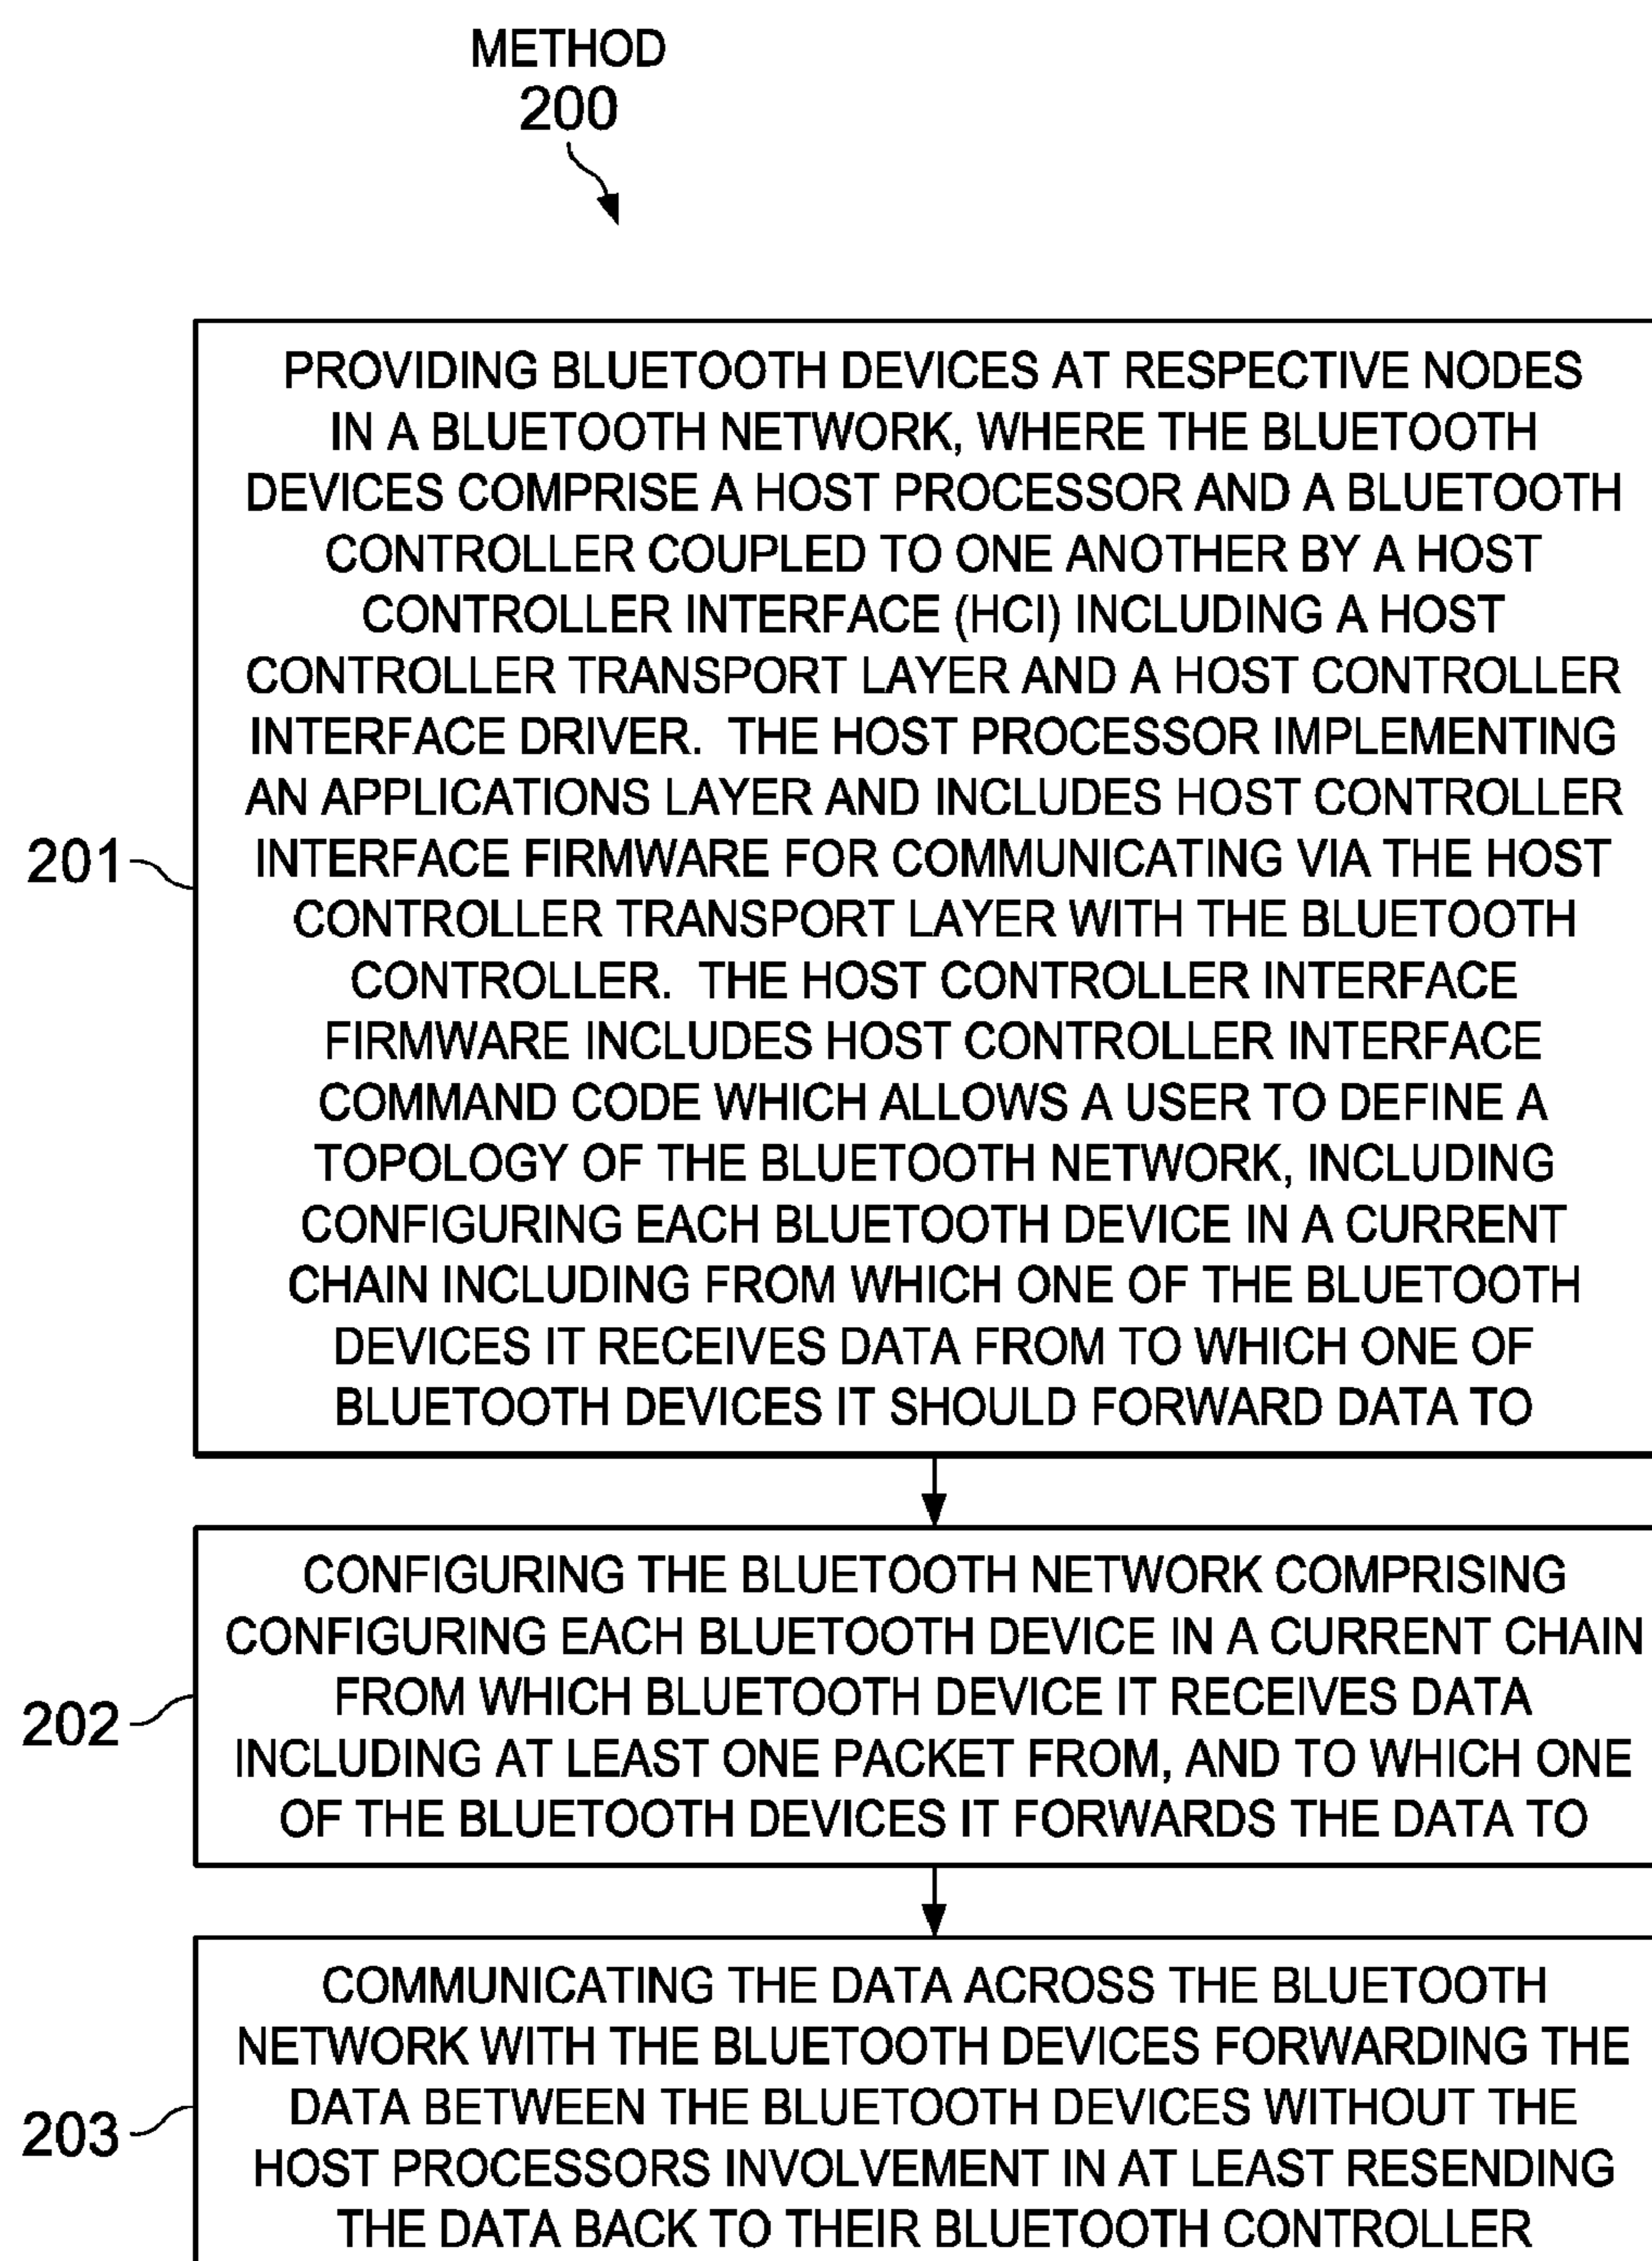 METHOD
200
PROVIDING BLUETOOTH DEVICES AT RESPECTIVE NODES
IN A BLUETOOTH NETWORK, WHERE THE BLUETOOTH
DEVICES COMPRISE A HOST PROCESSOR AND A BLUETOOTH
CONTROLLER COUPLED TO ONE ANOTHER BY A HOST
CONTROLLER INTERFACE (HCI) INCLUDING A HOST
CONTROLLER TRANSPORT LAYER AND A HOST CONTROLLER
INTERFACE DRIVER. THE HOST PROCESSOR IMPLEMENTING
AN APPLICATIONS LAYER AND INCLUDES HOST CONTROLLER
INTERFACE FIRMWARE FOR COMMUNICATING VIA THE HOST
CONTROLLER TRANSPORT LAYER WITH THE BLUETOOTH
CONTROLLER. THE HOST CONTROLLER INTERFACE
FIRMWARE INCLUDES HOST CONTROLLER INTERFACE
COMMAND CODE WHICH ALLOWS A USER TO DEFINE A
TOPOLOGY OF THE BLUETOOTH NETWORK, INCLUDING
CONFIGURING EACH BLUETOOTH DEVICE IN A CURRENT
CHAIN INCLUDING FROM WHICH ONE OF THE BLUETOOTH
DEVICES IT RECEIVES DATA FROM TO WHICH ONE OF
BLUETOOTH DEVICES IT SHOULD FORWARD DATA TO
201
CONFIGURING THE BLUETOOTH NETWORK COMPRISING
CONFIGURING EACH BLUETOOTH DEVICE IN A CURRENT CHAIN
FROM WHICH BLUETOOTH DEVICE IT RECEIVES DATA
INCLUDING AT LEAST ONE PACKET FROM, AND TO WHICH ONE
OF THE BLUETOOTH DEVICES IT FORWARDS THE DATA TO
202
COMMUNICATING THE DATA ACROSS THE BLUETOOTH
NETWORK WITH THE BLUETOOTH DEVICES FORWARDING THE
DATA BETWEEN THE BLUETOOTH DEVICES WITHOUT THE
HOST PROCESSORS INVOLVEMENT IN AT LEAST RESENDING
THE DATA BACK TO THEIR BLUETOOTH CONTROLLER
203